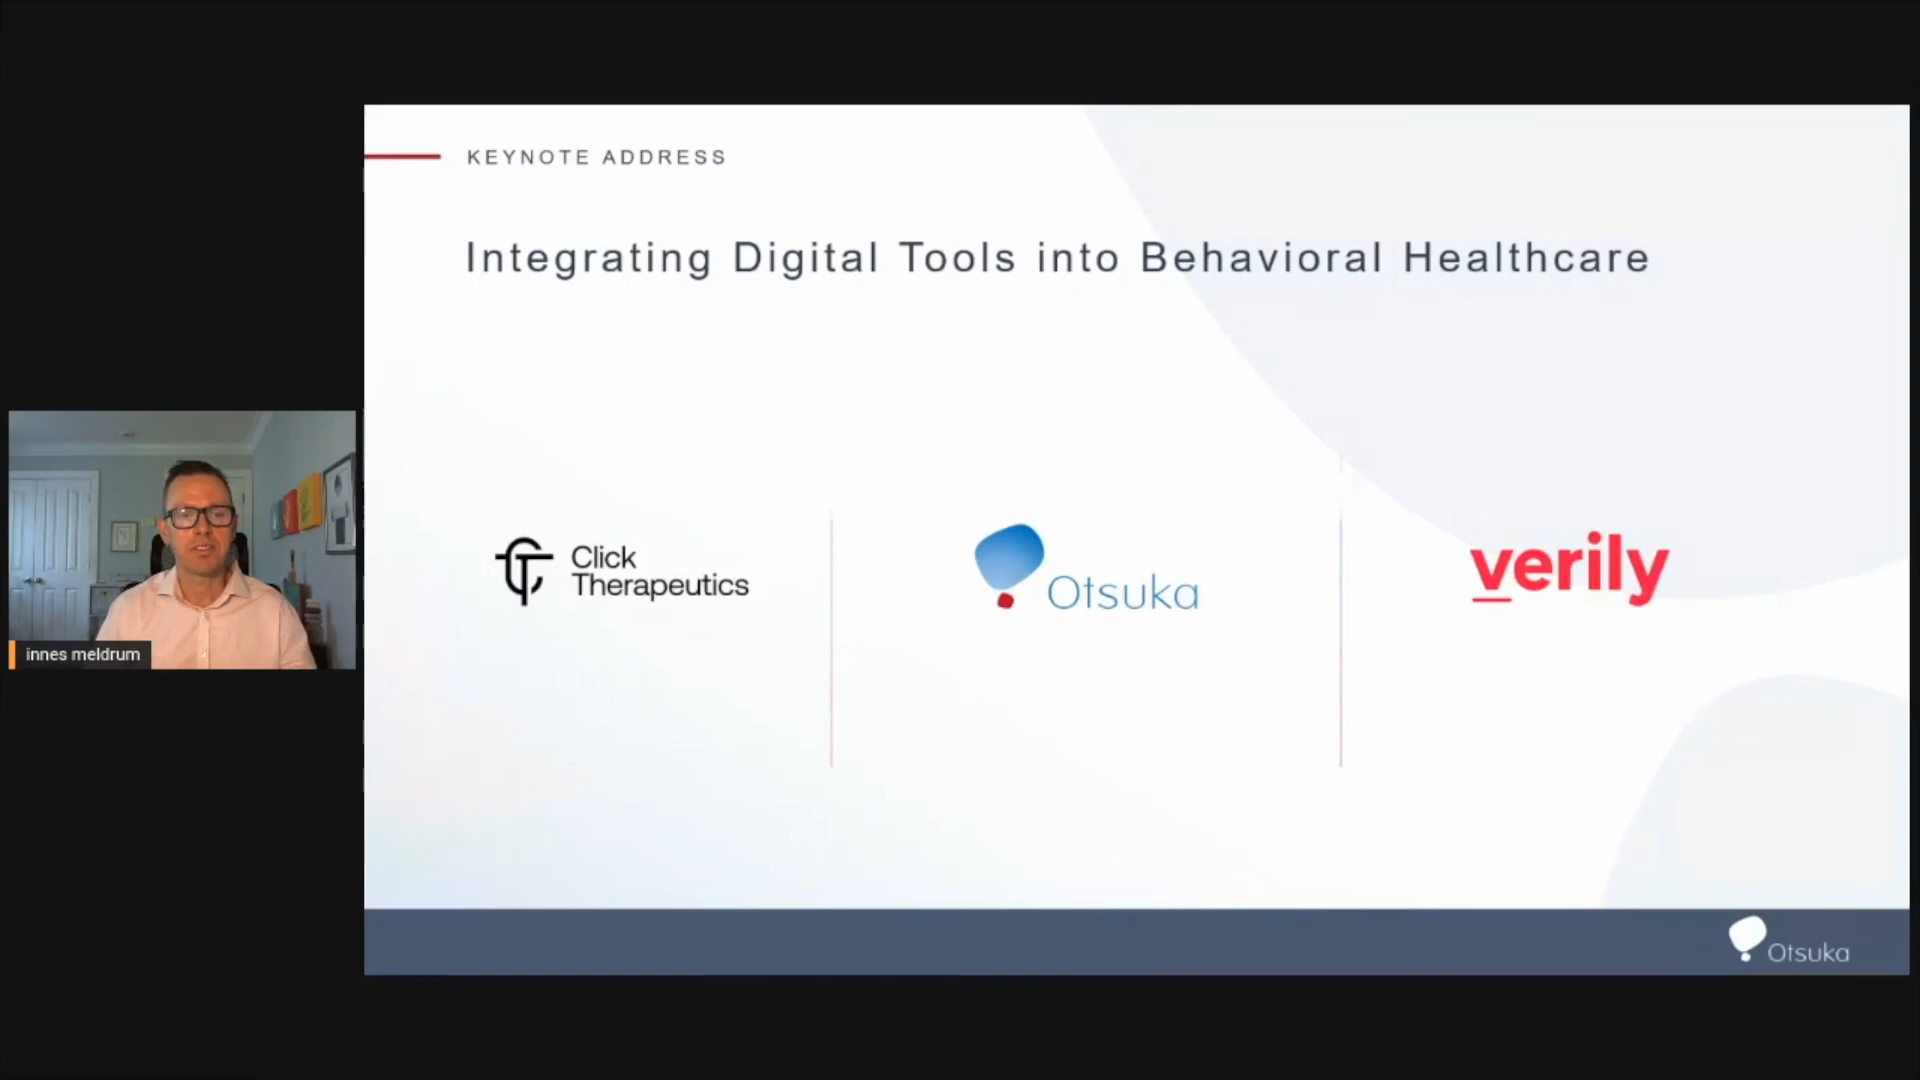 KEYNOTE ADDRESS
Integrating Digital Tools into Behavioral Healthcare
Click
Therapeutics
Otsuka
verily
innes meldrum
Otsuka